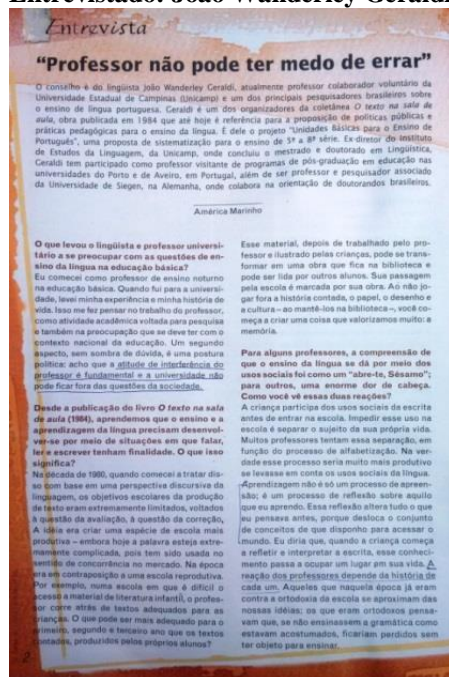 Entrevistado: João Wanderley Geraldi
Entrevista
"Professor não pode ter medo de errar"
O conselho é do lingüista João Wanderley Geraldi, atualmente professor colaborador voluntário da
Universidade Estadual de Campinas (Unicamp) e um dos principais pesquisadores brasileiros sobre
o ensino de língua portuguesa. Geraldi é um dos organizadores da coletânea O texto na sala de
aula, obra publicada em 1984 que até hoje é referência para a proposição de políticas públicas e
práticas pedagógicas para o ensino da língua. É dele o projeto "Unidades Básicas para o Ensino de
Português", uma proposta de sistematização para o ensino de 5ª a 8ª série. Ex-diretor do Instituto
de Estudos da Linguagem, da Unicamp, onde concluiu o mestrado e doutorado em Lingüística,
Geraldi tem participado como professor visitante de programas de pós-graduação em educação nas
universidades do Porto e de Aveiro, em Portugal, além de ser professor e pesquisador associado
da Universidade de Siegen, na Alemanha, onde colabora na orientação de doutorandos brasileiros.
América Marinho
O que levou o lingüista e professor universi-
tário a se preocupar com as questões de en-
sino da língua na educação básica?
Eu comecei como professor de ensino noturno
na educação básica. Quando fui para a universi-
dade, levei minha experiência e minha história de
vida. Isso me fez pensar no trabalho do professor,
como atividade acadêmica voltada para pesquisa
e também na preocupação que se deve ter com o
contexto nacional da educação. Um segundo
aspecto, sem sombra de dúvida, é uma postura
política: acho que a atitude de interferência do
professor é fundamental e a universidade não
pode ficar fora das questões da sociedade.
Desde a publicação do livro O texto na sala
de aula (1984), aprendemos que o ensino e a
aprendizagem da língua precisam desenvol-
ver-se por meio de situações em que falar,
ler e escrever tenham finalidade. O que isso
significa?
Na década de 1980, quando comecei a tratar dis-
so com base em uma perspectiva discursiva da
linguagem, os objetivos escolares da produção
de texto eram extremamente limitados, voltados
à questão da avaliação, à questão da correção.
A idéia era criar uma espécie de escola mais
produtiva – embora hoje a palavra esteja extre-
mamente complicada, pois tem sido usada no
sentido de concorrência no mercado. Na época
era em contraposição a uma escola reprodutiva.
Por exemplo, numa escola em que é difícil o
acesso a material de literatura infantil, o profes-
sor corre atrás de textos adequados para as
crianças. O que pode ser mais adequado para o
primeiro, segundo e terceiro ano que os textos
contados, produzidos pelos próprios alunos?
2
Esse material, depois de trabalhado pelo pro-
fessor e ilustrado pelas crianças, pode se trans-
formar em uma obra que fica na biblioteca e
pode ser lida por outros alunos. Sua passagem
pela escola é marcada por sua obra. Ao não jo-
gar fora a história contada, o papel, o desenho e
a cultura – ao mantê-los na biblioteca –, você co-
meça a criar uma coisa que valorizamos muito: a
memória.
Para alguns professores, a compreensão de
que o ensino da língua se dá por meio dos
usos sociais foi como um "abre-te, Sésamo";
para outros, uma enorme dor de cabeça.
Como você vê essas duas reações?
A criança participa dos usos sociais da escrita
antes de entrar na escola. Impedir esse uso na
escola é separar o sujeito da sua própria vida.
Muitos professores tentam essa separação, em
função do processo de alfabetização. Na ver-
dade esse processo seria muito mais produtivo
se levasse em conta os usos sociais da língua.
Aprendizagem não é só um processo de apreen-
são; é um processo de reflexão sobre aquilo
que eu aprendo. Essa reflexão altera tudo o que
eu pensava antes, porque desloca o conjunto
de conceitos de que disponho para acessar o
mundo. Eu diria que, quando a criança começa
a refletir e interpretar a escrita, esse conheci-
mento passa a ocupar um lugar em sua vida. A
reação dos professores depende da história de
cada um. Aqueles que naquela época já eram
contra a ortodoxia da escola se aproximam das
nossas idéias; os que eram ortodoxos pensa-
vam que, se não ensinassem a gramática como
estavam acostumados, ficariam perdidos sem
ter objeto para ensinar.